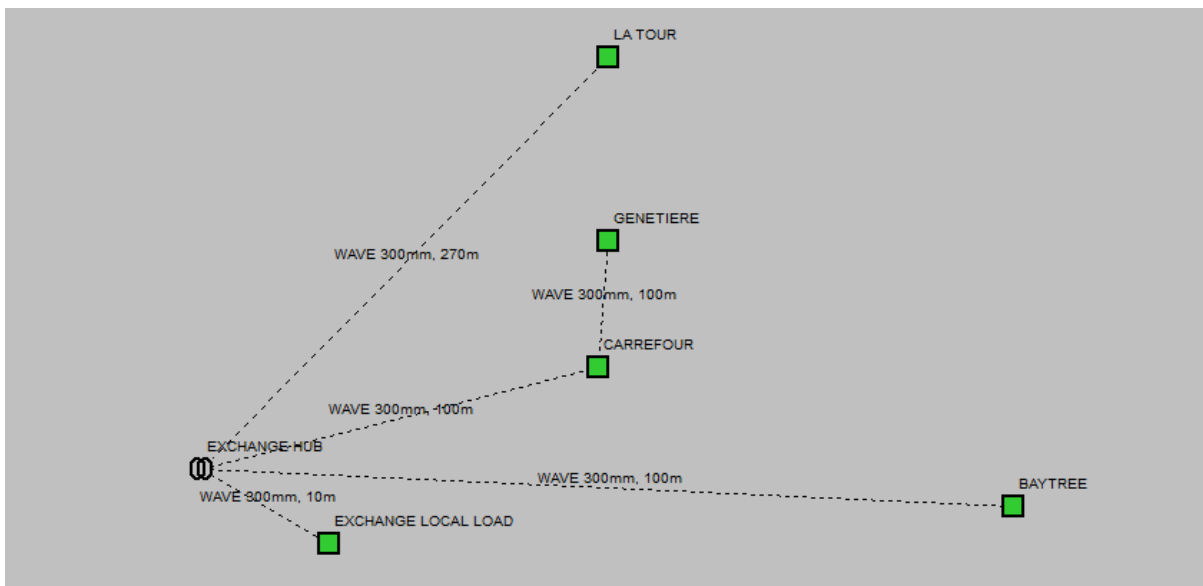 LA TOUR
GENETIERE
WAVE 300mm, 270m
WAVE 300mm, 100m
CARREFOUR
WAVE 300mm, 100m
EXCHANGE HUB
WAVE 300mm, 100m
BAYTREE
WAVE 300mm, 10m
EXCHANGE LOCAL LOAD